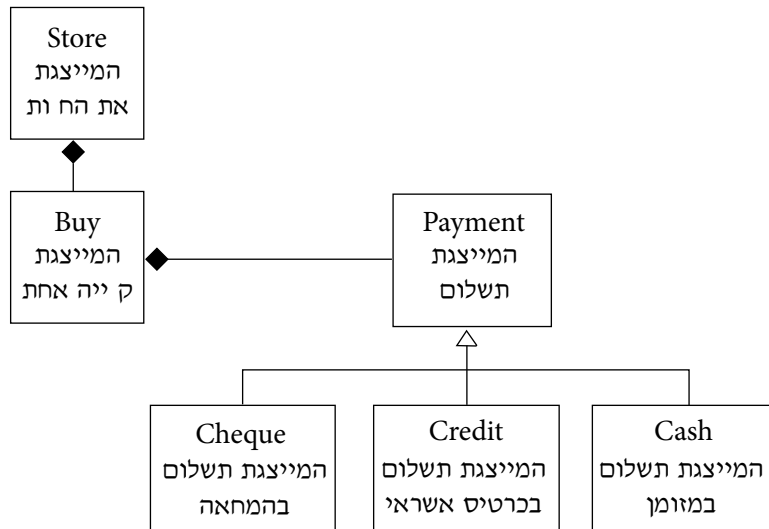 Store
המייצגת
את הח ות
Buy
המייצגת
ק ייה אחת
Payment
המייצגת
תשלום
Cheque
המייצגת תשלום
בהמחאה
Credit
המייצגת תשלום
בכרטיס אשראי
Cash
המייצגת תשלום
במזומן